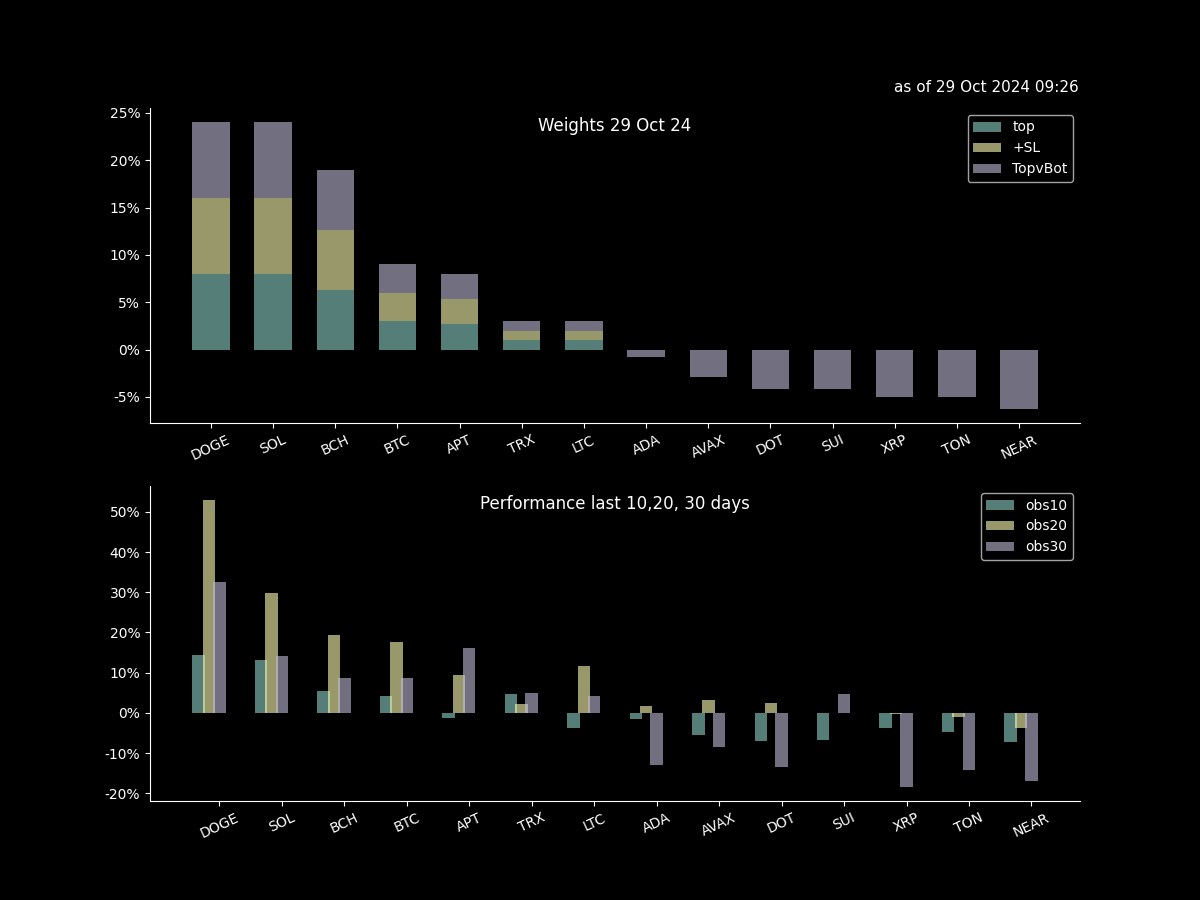 as of 29 Oct 2024 09:26
Weights 29 Oct 24
top
+SL
TopvBot
25%
20%
15%
10%
5%
0%
-5%
DOGE SOL BCH BTC APT TRX LTC ADA AVAX DOT SUI XRP TON NEAR
Performance last 10,20, 30 days
obs10
obs20
obs30
50%
40%
30%
20%
10%
0%
-10%
-20%
DOGE SOL BCH BTC APT TRX LTC ADA AVAX DOT SUI XRP TON NEAR